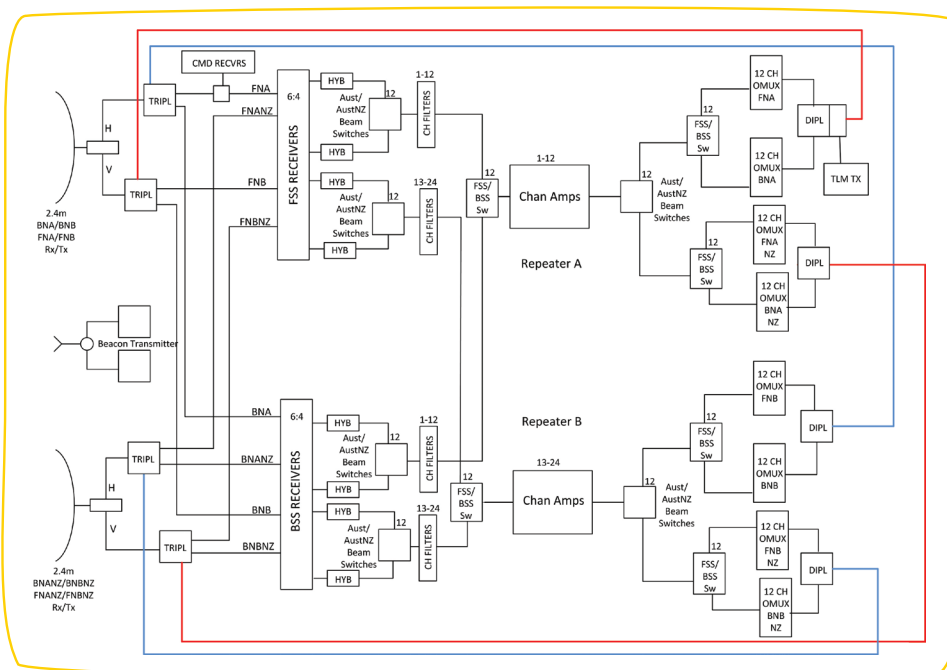 CMD RECVRS
TRIPL
H
V
TRIPL
2.4m
BNA/BNB
FNA/FNB
Rx/Tx
FNA
FNANZ
FNB
FNBNZ
6:4
FSS RECEIVERS
HYB
Aust/
AustNZ
Beam
Switches
12
HYB
1-12
CH FILTERS
HYB
Aust/
AustNZ
Beam
Switches
12
HYB
13-24
CH FILTERS
12
FSS/
BSS
Sw
1-12
Chan Amps
Repeater A
12
Aust/
AustNZ
Beam
Switches
12
FSS/
BSS
Sw
12 CH
OMUX
FNA
12 CH
OMUX
BNA
DIPL
TLM TX
12
FSS/
BSS
Sw
12 CH
OMUX
FNA
NZ
12 CH
OMUX
BNA
NZ
DIPL
Beacon Transmitter
TRIPL
H
V
TRIPL
2.4m
BNANZ/BNBNZ
FNANZ/FNBNZ
Rx/Tx
BNA
BNANZ
BNB
BNBNZ
6:4
BSS RECEIVERS
HYB
Aust/
AustNZ
Beam
Switches
12
HYB
1-12
CH FILTERS
HYB
Aust/
AustNZ
Beam
Switches
12
HYB
13-24
CH FILTERS
12
FSS/
BSS
Sw
Repeater B
13-24
Chan Amps
12
Aust/
AustNZ
Beam
Switches
12
FSS/
BSS
Sw
12 CH
OMUX
FNB
12 CH
OMUX
BNB
DIPL
12
FSS/
BSS
Sw
12 CH
OMUX
FNB
NZ
12 CH
OMUX
BNB
NZ
DIPL